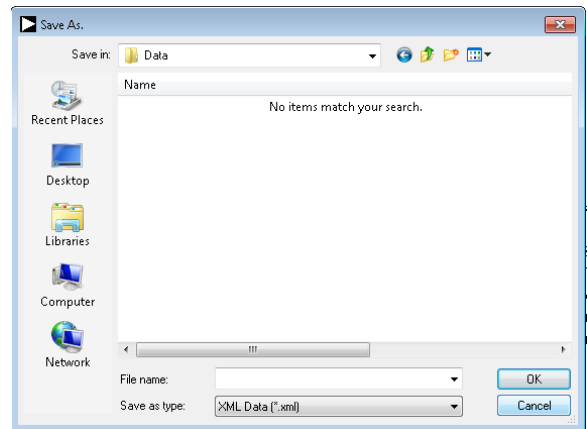 Save As.
Save in: Data
Name
No items match your search.
Recent Places
Desktop
Libraries
Computer
Network
File name:
OK
Save as type: XML Data (*.xml)
Cancel